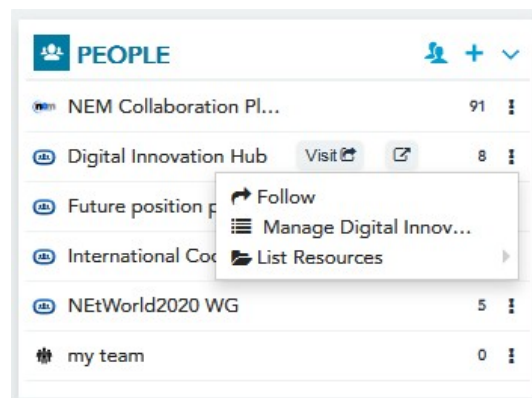 PEOPLE
nem NEM Collaboration Pl... 91
Digital Innovation Hub Visit 8
Future position p
Follow
Manage Digital Innov...
International Coo
List Resources
NEtWorld2020 WG 5
my team 0